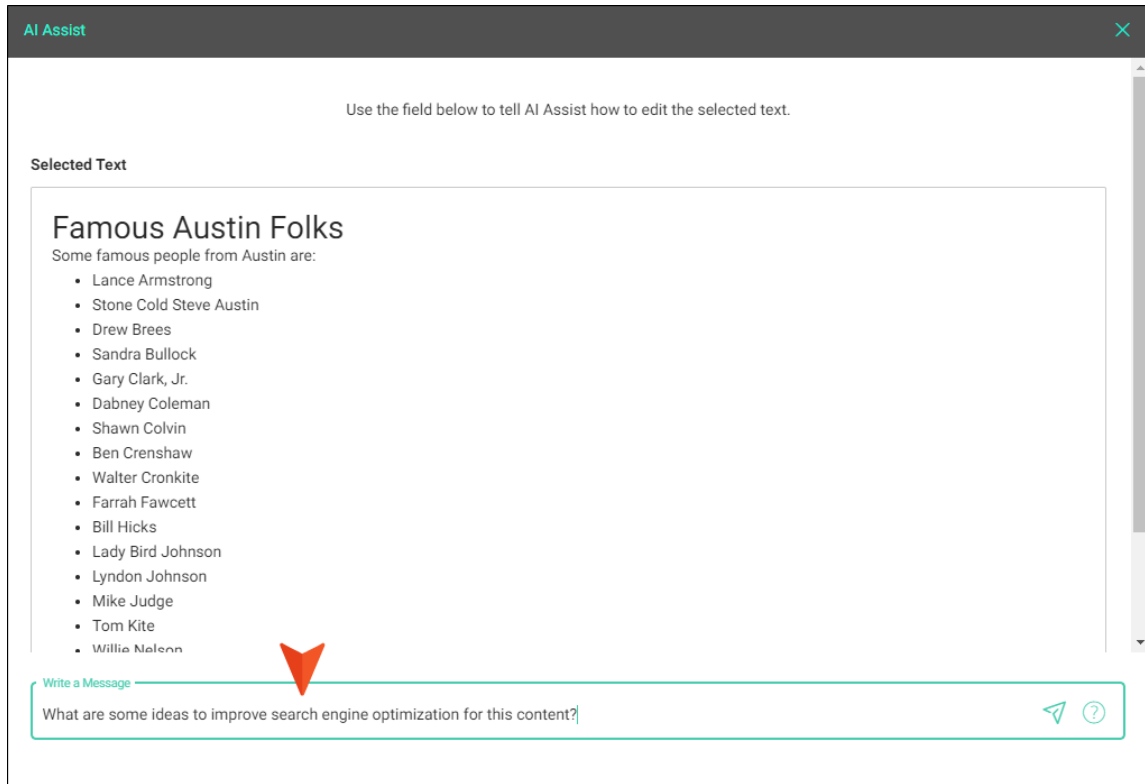 AI Assist
Use the field below to tell AI Assist how to edit the selected text.
Selected Text
Famous Austin Folks
Some famous people from Austin are:
• Lance Armstrong
• Stone Cold Steve Austin
• Drew Brees
• Sandra Bullock
• Gary Clark, Jr.
• Dabney Coleman
• Shawn Colvin
• Ben Crenshaw
• Walter Cronkite
• Farrah Fawcett
• Bill Hicks
• Lady Bird Johnson
• Lyndon Johnson
• Mike Judge
• Tom Kite
• Willie Nelson
Write a Message
What are some ideas to improve search engine optimization for this content?
?